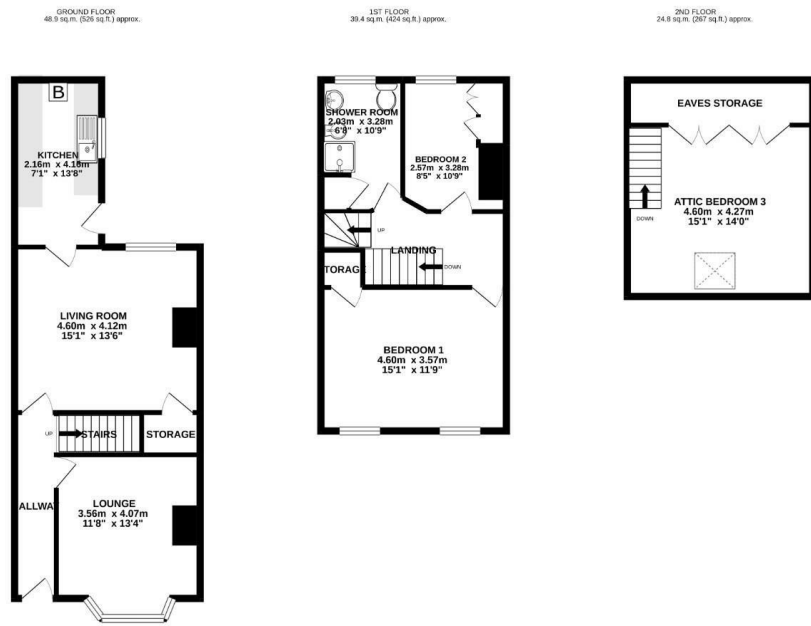 GROUND FLOOR
48.9 sq.m. (526 sq.ft.) approx.
B
KITCHEN
2.16m x 4.16m
7'1" x 13'8"
LIVING ROOM
4.60m x 4.12m
15'1" x 13'6"
UP
STAIRS
STORAGE
ALLWA
LOUNGE
3.56m x 4.07m
11'8" x 13'4"
1ST FLOOR
39.4 sq.m. (424 sq.ft.) approx.
SHOWER ROOM
2.03m x 3.28m
6'8" x 10'9"
BEDROOM 2
2.57m x 3.28m
8'5" x 10'9"
UP
LANDING
DOWN
TORAGE
BEDROOM 1
4.60m x 3.57m
15'1" x 11'9"
2ND FLOOR
24.8 sq.m. (267 sq.ft.) approx.
EAVES STORAGE
DOWN
ATTIC BEDROOM 3
4.60m x 4.27m
15'1" x 14'0"